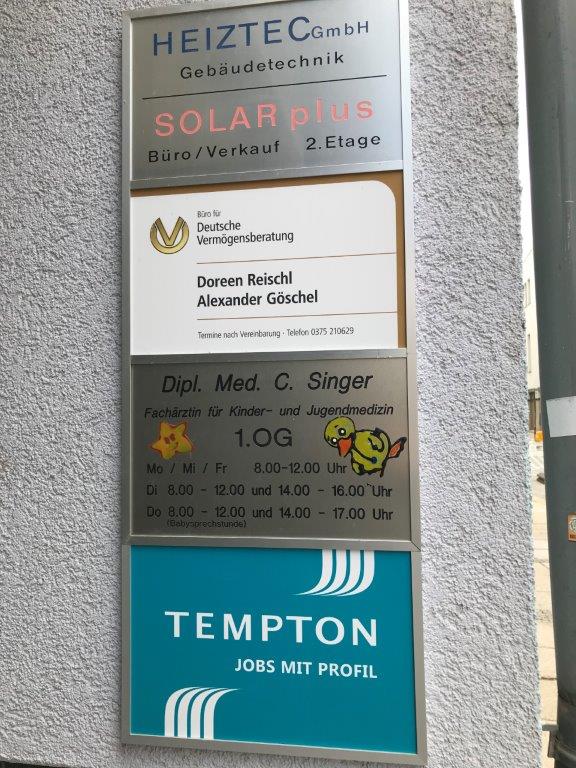 HEIZTEC GmbH
Gebäudetechnik
SOLAR plus
Büro/Verkauf 2.Etage
Büro für
Deutsche
Vermögensberatung
Doreen Reischl
Alexander Göschel
Termine nach Vereinbarung · Telefon 0375 210629
Dipl. Med. C. Singer
Fachärztin für Kinder- und Jugendmedizin
1.OG
Mo / Mi / Fr 8.00-12.00 Uhr
Di 8.00 - 12.00 und 14.00 - 16.00 Uhr
Do 8.00 - 12.00 und 14.00 - 17.00 Uhr
(Babysprechstunde)
TEMPTON
JOBS MIT PROFIL